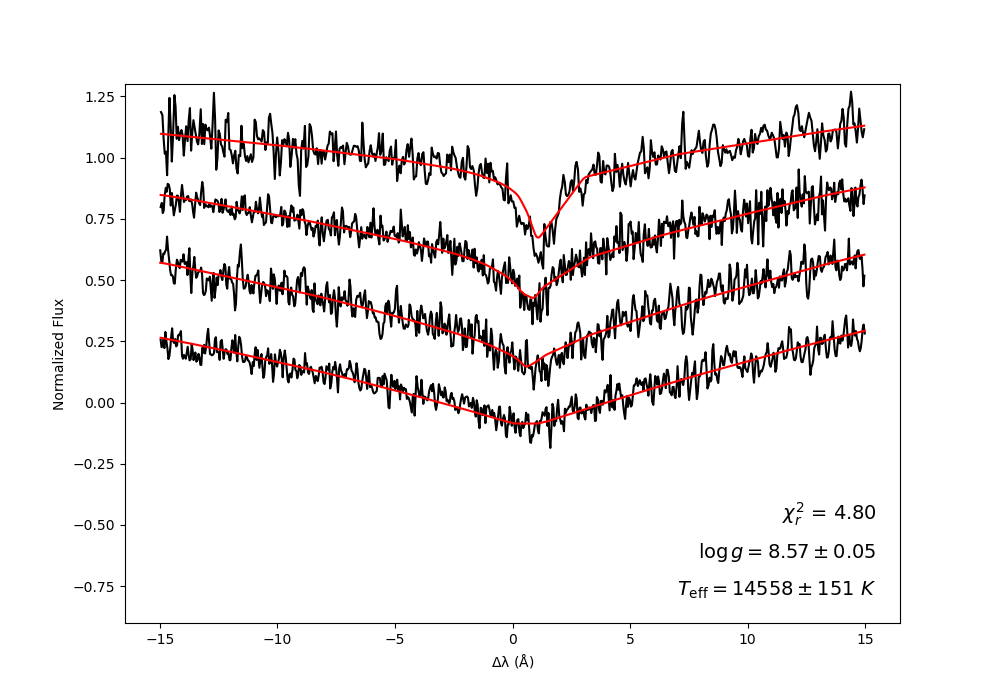 1.25
1.00
0.75
0.50
0.25
0.00
−0.25
−0.50
−0.75
Normalized Flux
χ²ᵣ = 4.80
log g = 8.57 ± 0.05
T_eff = 14558 ± 151 K
−15 −10 −5 0 5 10 15
Δλ (Å)